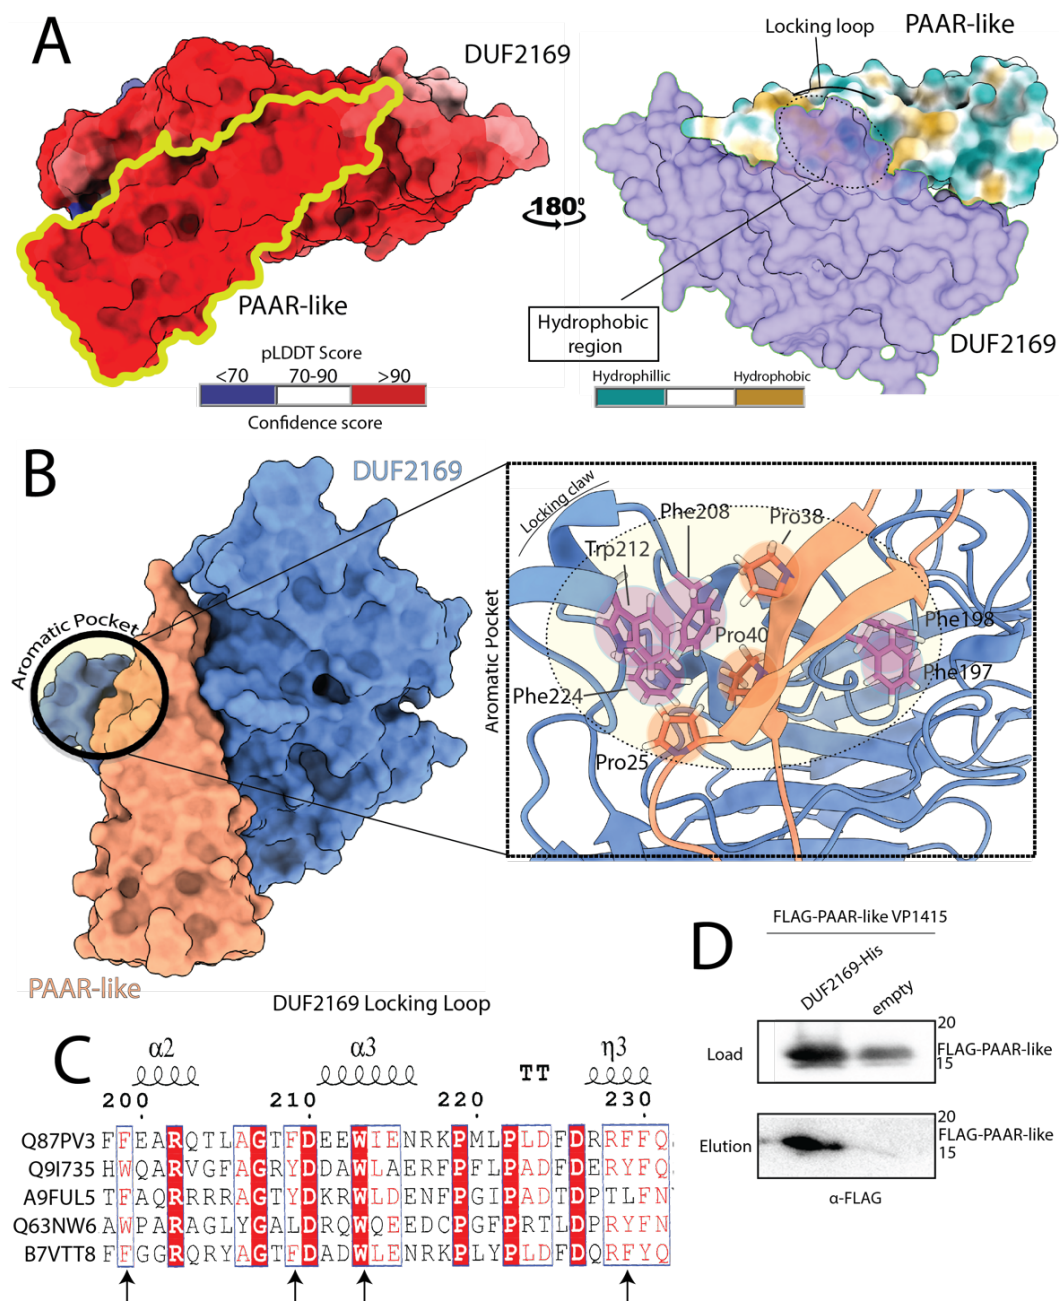 A
DUF2169
PAAR-like
pLDDT Score
<70 70-90 >90
Confidence score
180º
Locking loop
PAAR-like
Hydrophobic
region
DUF2169
Hydrophillic Hydrophobic
B
DUF2169
Aromatic Pocket
PAAR-like
Aromatic Pocket
Locking claw
Phe208
Pro38
Trp212
Pro40
Phe198
Phe197
Phe224
Pro25
C
DUF2169 Locking Loop
α2 α3 TT η3
200 210 220 230
Q87PV3 FFEARQTLAGTFDEEWIENRKPMLPLDFDRRFFQ
Q9I735 HWQARVGFAGRYDDAWLAERFPFLPADFDERYFQ
A9FUL5 TFAQRRRRAGTYDKRWLDENFPGIPADTDPTLFN
Q63NW6 AWPARAGLYGALDRQWQEEDCPGFPRTLDPRYFN
B7VTT8 FFGGRQRYAGTFDADWLENRKPLYPLDFDQRFYQ
D
FLAG-PAAR-like VP1415
DUF2169-His
empty
20
Load FLAG-PAAR-like
15
20
Elution FLAG-PAAR-like
15
α-FLAG